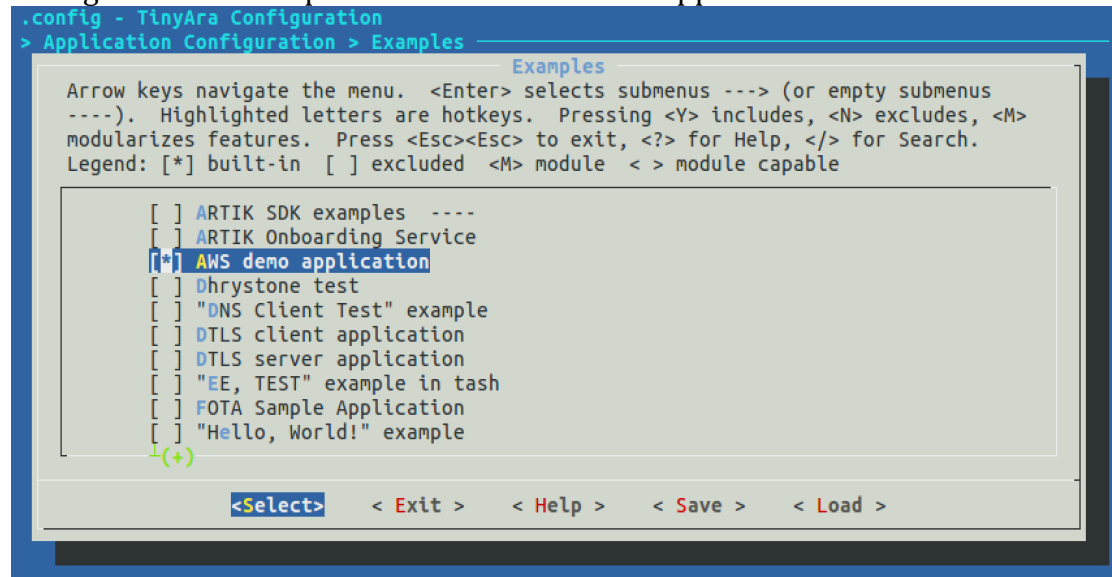 .config - TinyAra Configuration
> Application Configuration > Examples
Examples
Arrow keys navigate the menu.  <Enter> selects submenus ---> (or empty submenus
----).  Highlighted letters are hotkeys.  Pressing <Y> includes, <N> excludes, <M>
modularizes features.  Press <Esc><Esc> to exit, <?> for Help, </> for Search.
Legend: [*] built-in  [ ] excluded  <M> module  < > module capable
[ ] ARTIK SDK examples  ----
[ ] ARTIK Onboarding Service
[*] AWS demo application
[ ] Dhrystone test
[ ] "DNS Client Test" example
[ ] DTLS client application
[ ] DTLS server application
[ ] "EE, TEST" example in tash
[ ] FOTA Sample Application
[ ] "Hello, World!" example
(+)
<Select>    < Exit >    < Help >    < Save >    < Load >